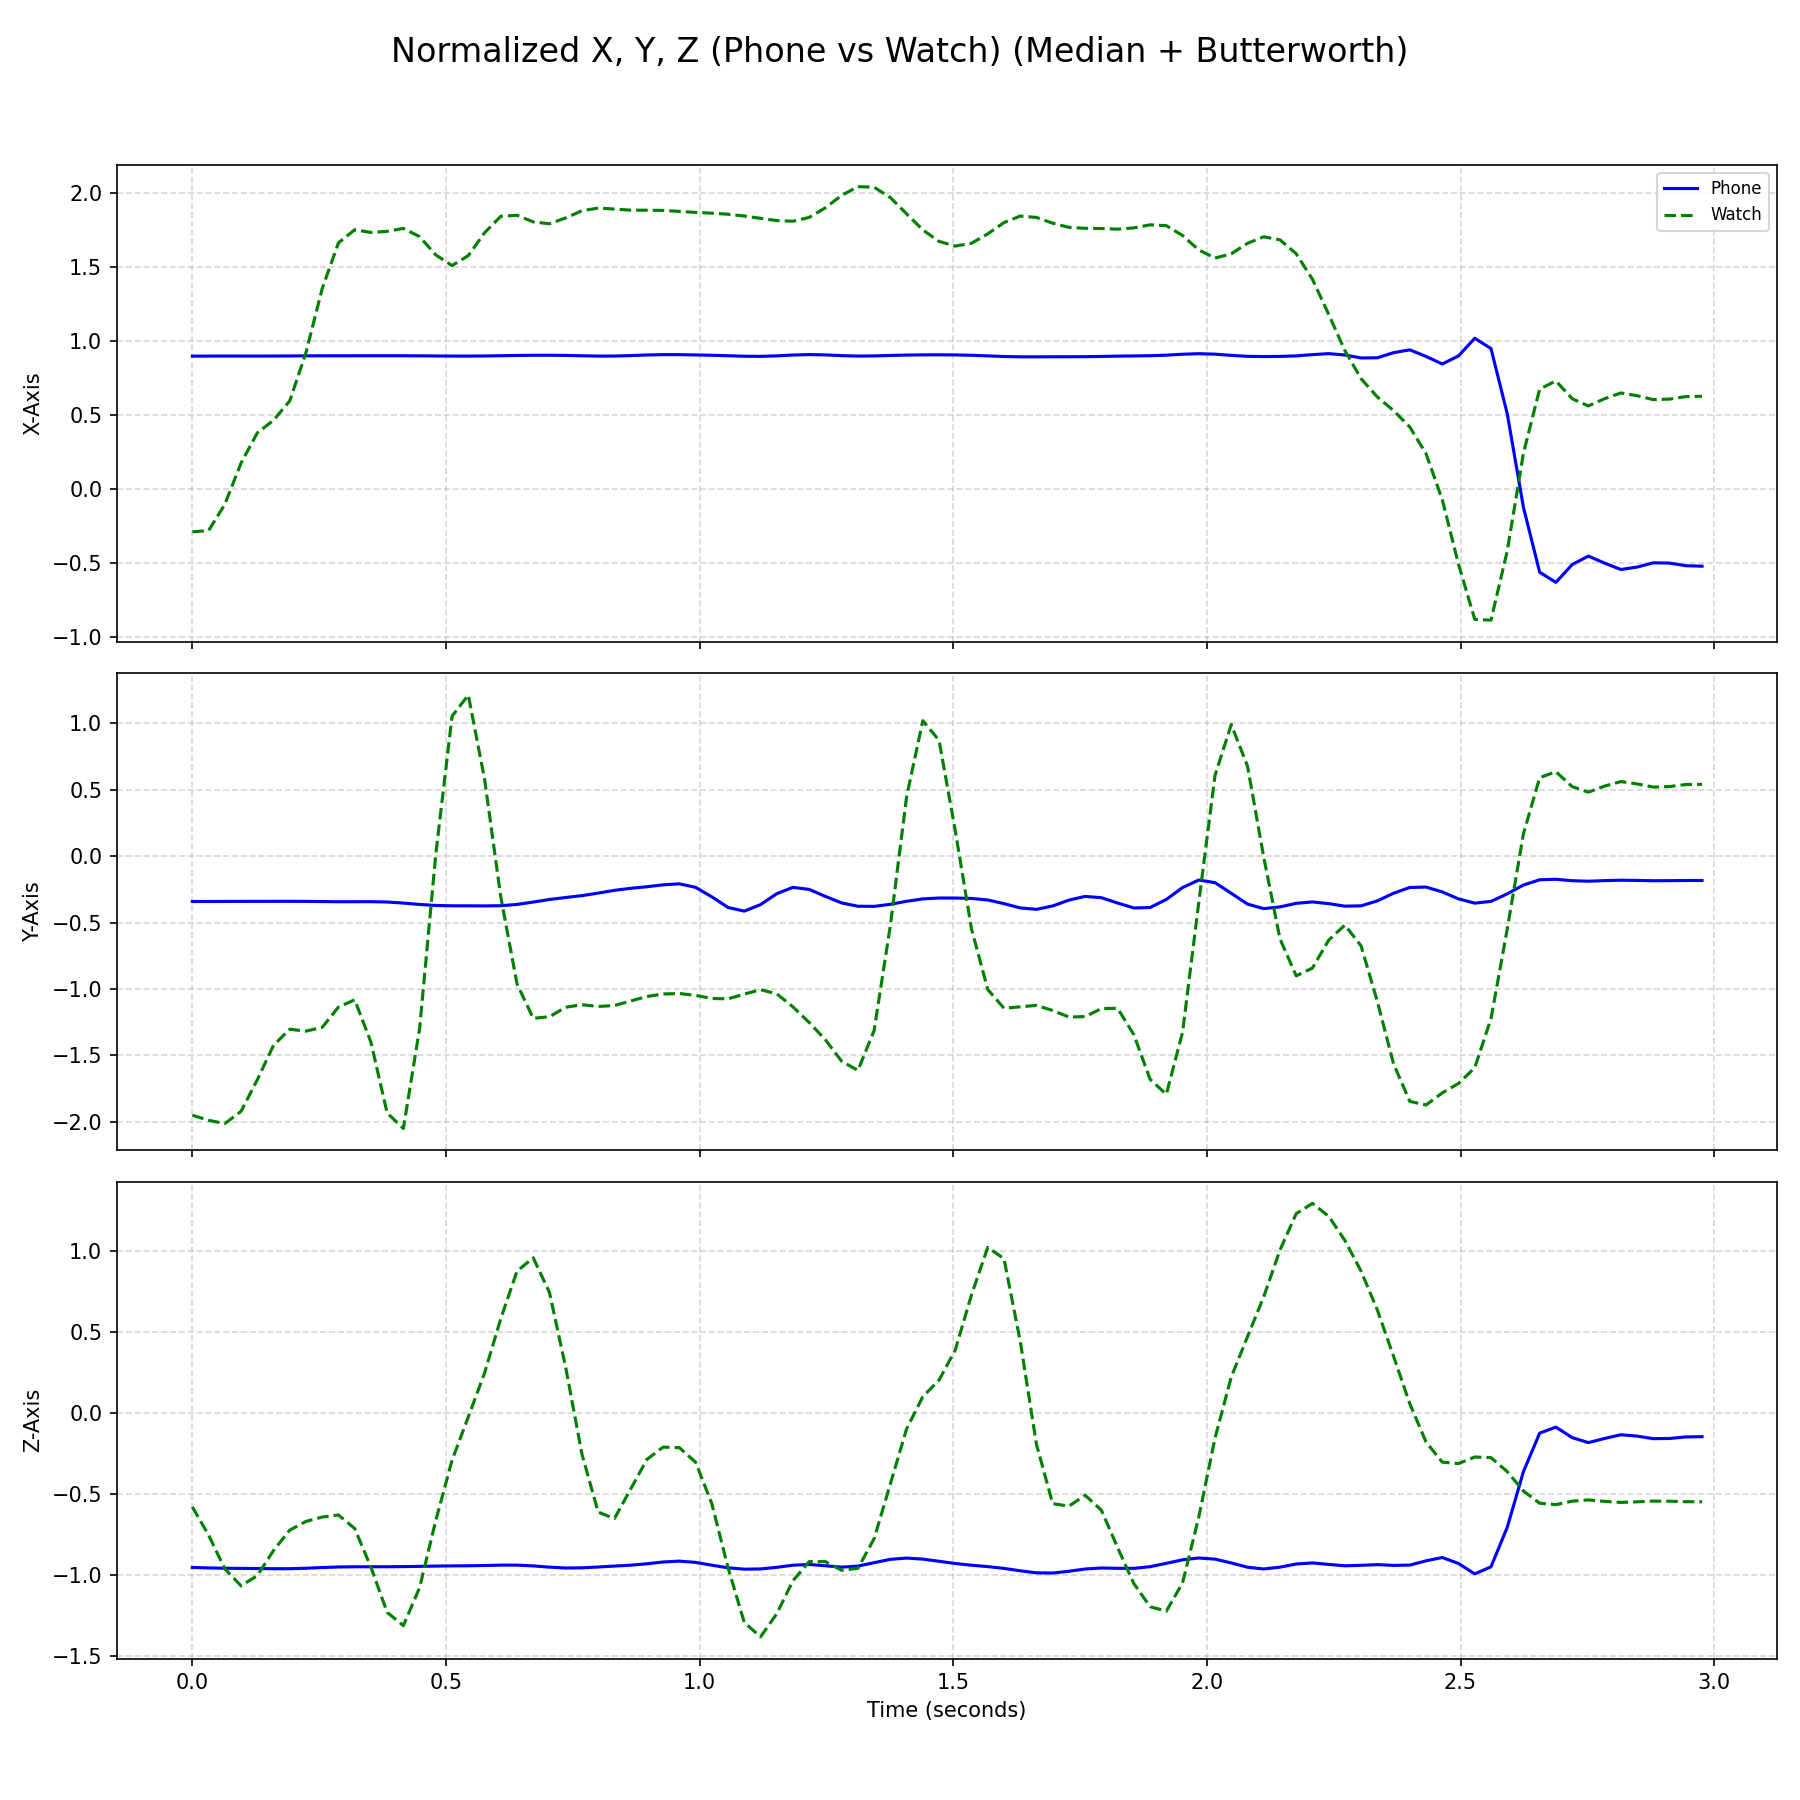 Normalized X, Y, Z (Phone vs Watch) (Median + Butterworth)
Phone
Watch
2.0
1.5
1.0
0.5
0.0
−0.5
−1.0
X-Axis
1.0
0.5
0.0
−0.5
−1.0
−1.5
−2.0
Y-Axis
1.0
0.5
0.0
−0.5
−1.0
−1.5
Z-Axis
0.0 0.5 1.0 1.5 2.0 2.5 3.0
Time (seconds)